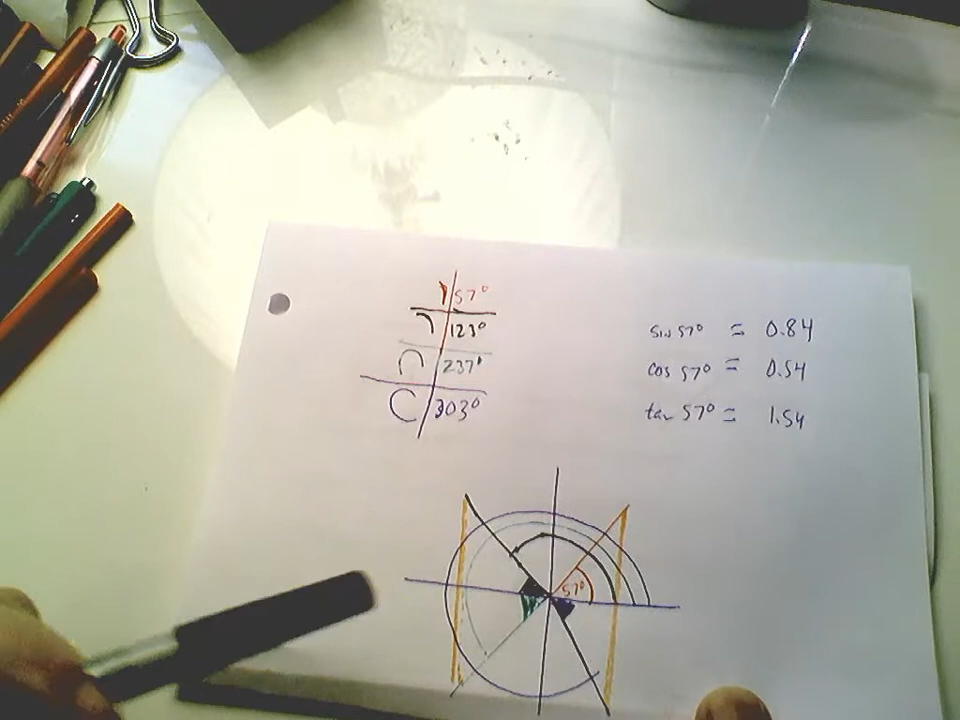 57°
123°
237°
303°
sin 57° = 0.84
cos 57° = 0.54
tan 57° = 1.54
57°